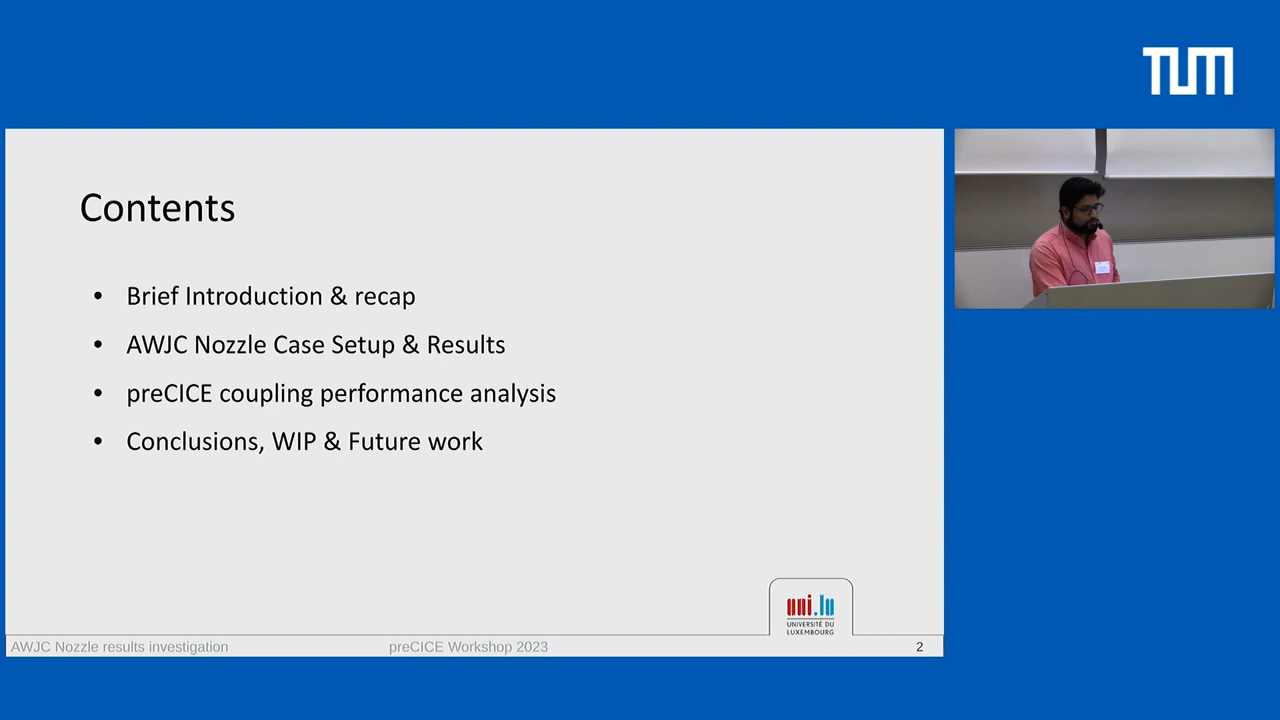 TUM
Contents
• Brief Introduction & recap
• AWJC Nozzle Case Setup & Results
• preCICE coupling performance analysis
• Conclusions, WIP & Future work
uni.lu
UNIVERSITÉ DU
LUXEMBOURG
AWJC Nozzle results investigation preCICE Workshop 2023 2